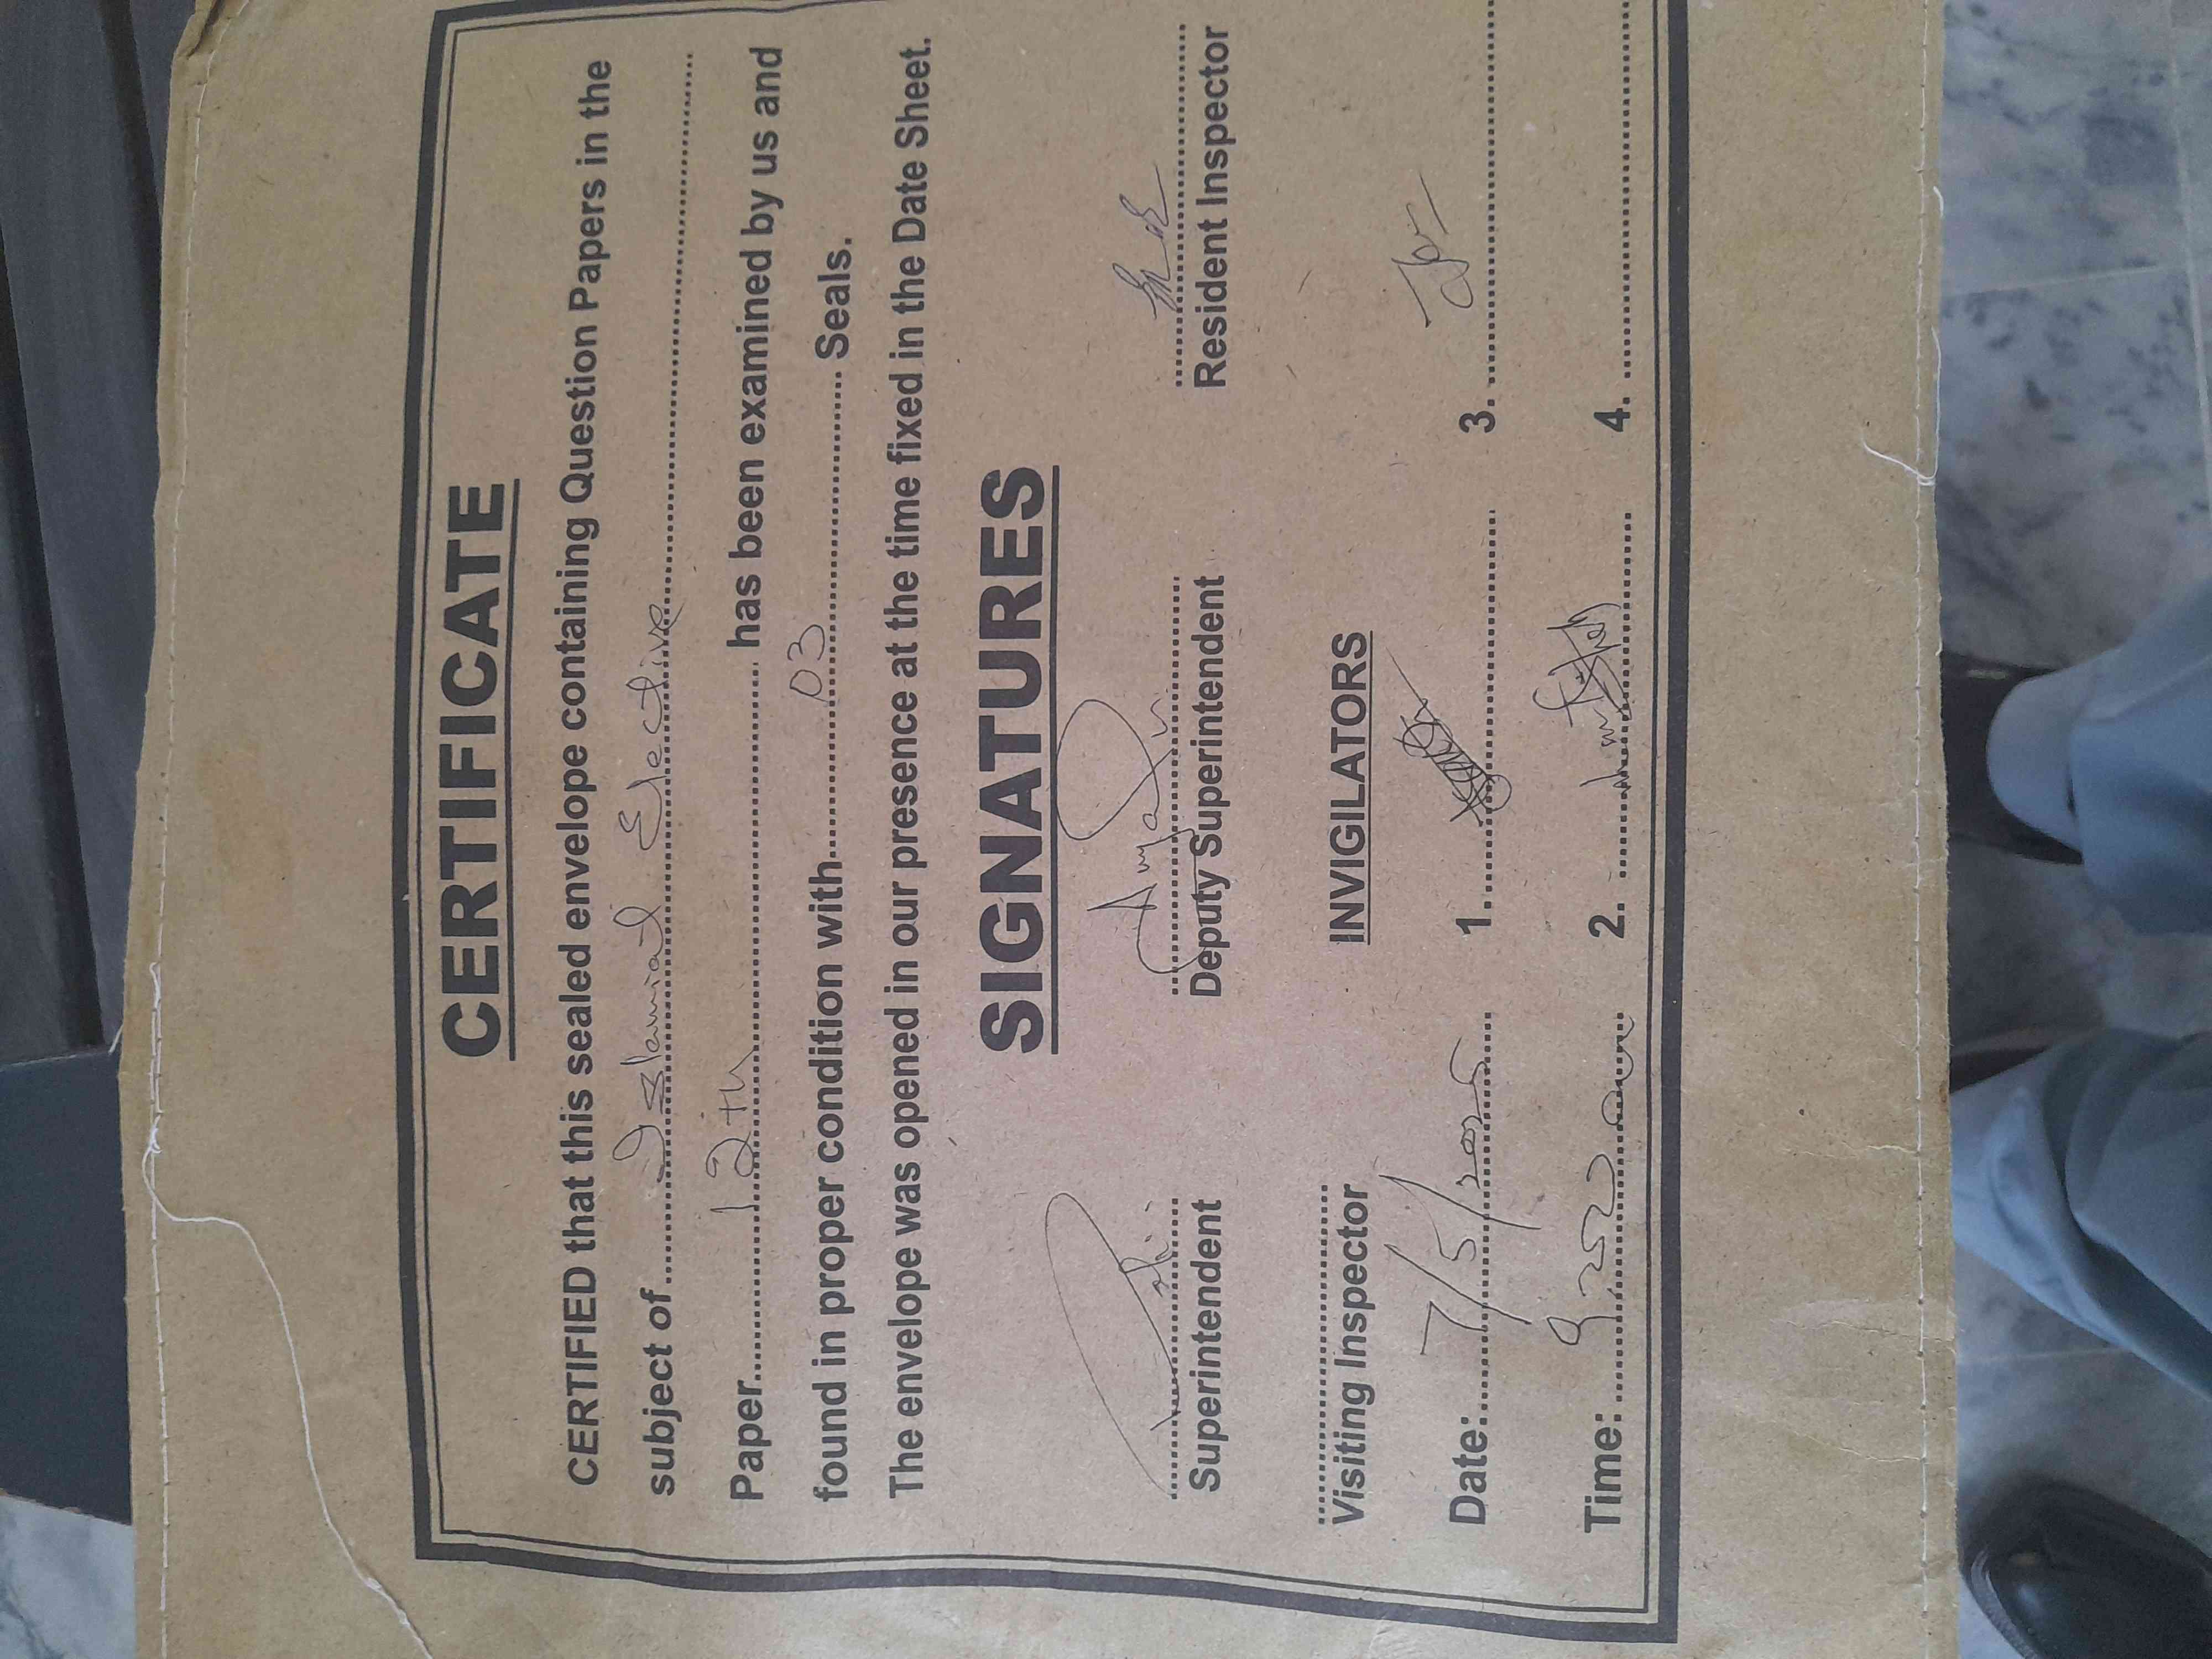 CERTIFICATE
CERTIFIED that this sealed envelope containing Question Papers in the
subject of Islamiat Elective
Paper 12th has been examined by us and
found in proper condition with 03 Seals.
The envelope was opened in our presence at the time fixed in the Date Sheet.
SIGNATURES
Superintendent Deputy Superintendent Resident Inspector
Visiting Inspector INVIGILATORS
Date: 7/5/2025 1. 3.
Time: 2. 4.